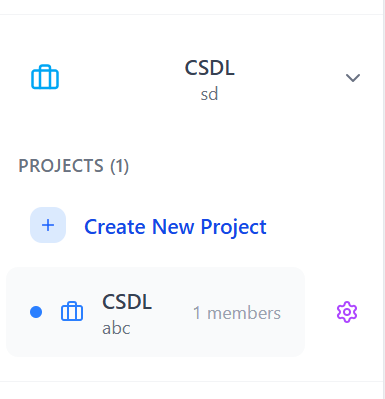 CSDL
sd
PROJECTS (1)
+ Create New Project
CSDL
abc
1 members